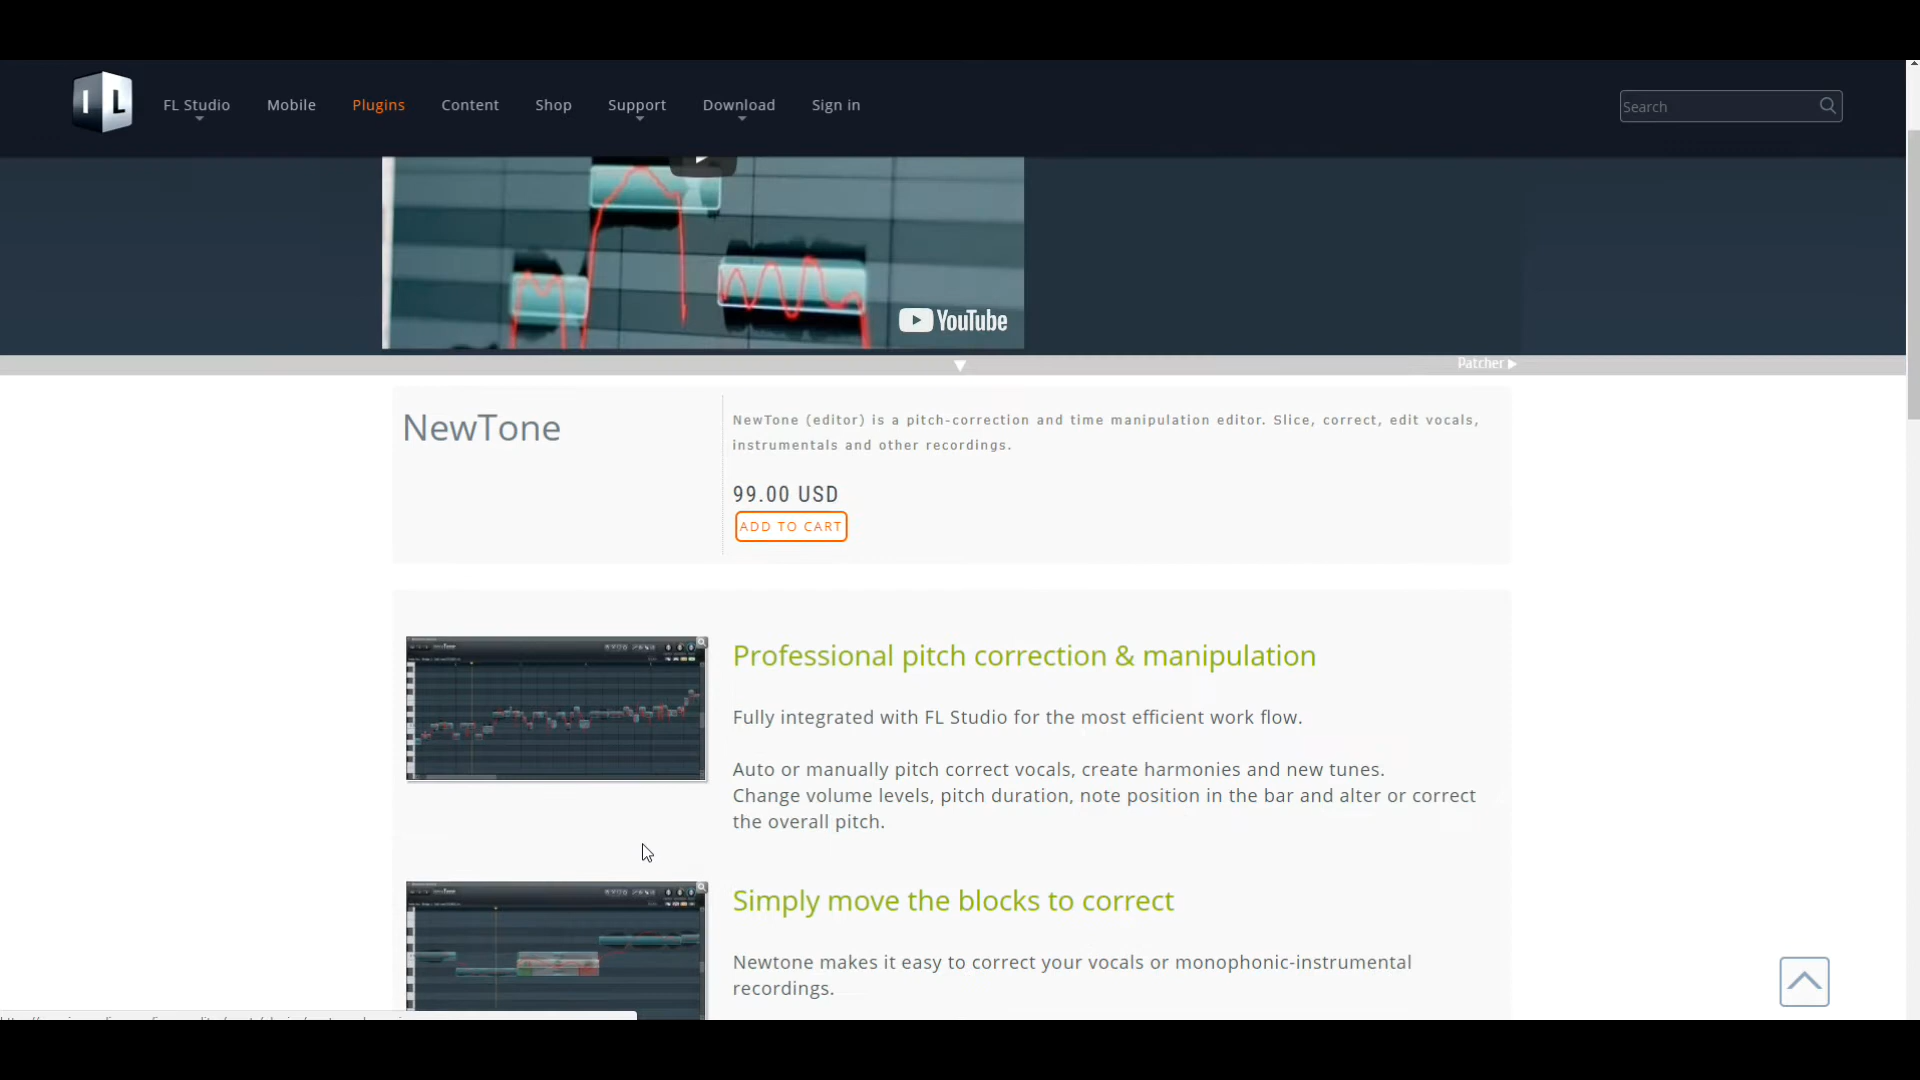 I L
FL Studio
Mobile
Plugins
Content
Shop
Support
Download
Sign in
Search
YouTube
Patcher
NewTone
NewTone (editor) is a pitch-correction and time manipulation editor. Slice, correct, edit vocals,
instrumentals and other recordings.
99.00 USD
ADD TO CART
Professional pitch correction & manipulation
Fully integrated with FL Studio for the most efficient work flow.
Auto or manually pitch correct vocals, create harmonies and new tunes.
Change volume levels, pitch duration, note position in the bar and alter or correct
the overall pitch.
Simply move the blocks to correct
Newtone makes it easy to correct your vocals or monophonic-instrumental
recordings.